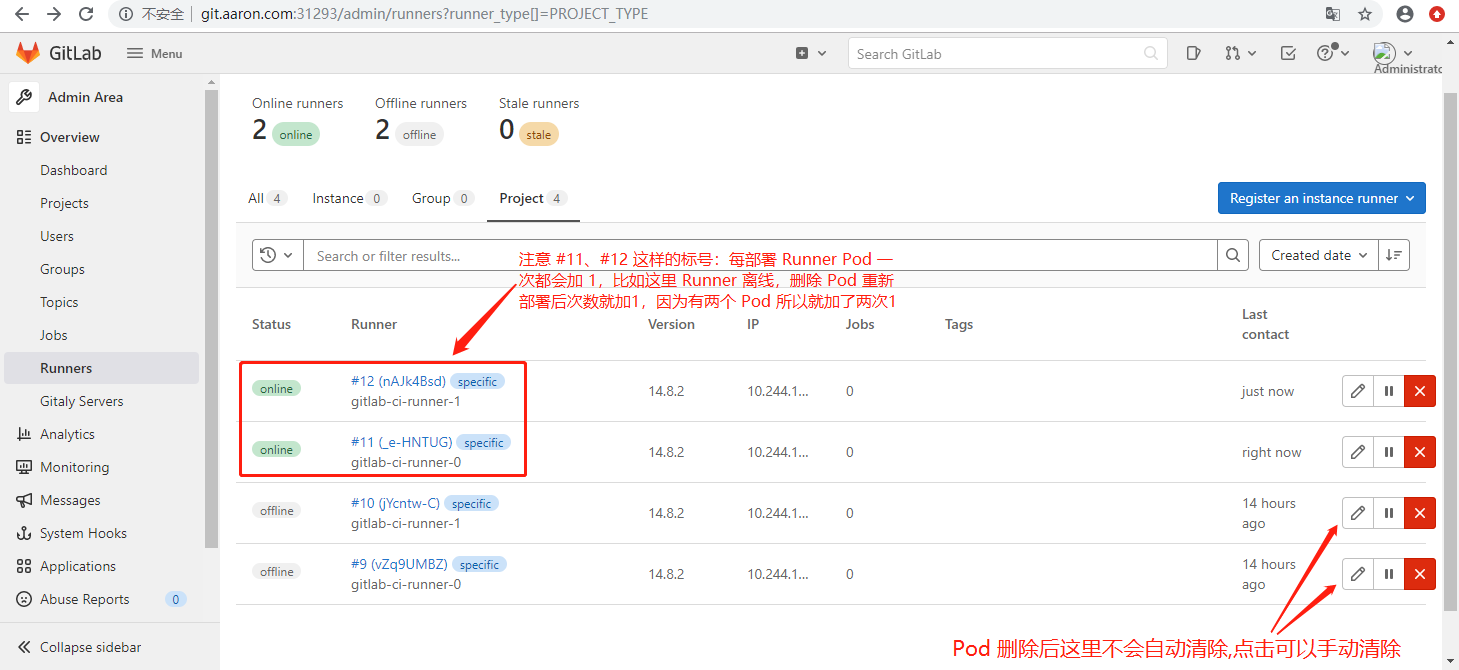 不安全 git.aaron.com:31293/admin/runners?runner_type[]=PROJECT_TYPE
GitLab Menu Search GitLab Administrato
Admin Area
Overview
Dashboard
Projects
Users
Groups
Topics
Jobs
Runners
Gitaly Servers
Analytics
Monitoring
Messages
System Hooks
Applications
Abuse Reports 0
Collapse sidebar
Online runners Offline runners Stale runners
2 online 2 offline 0 stale
All 4 Instance 0 Group 0 Project 4 Register an instance runner
Search or filter results... Created date
注意 #11、#12 这样的标号：每部署 Runner Pod 一
次都会加 1，比如这里 Runner 离线，删除 Pod 重新
部署后次数就加1，因为有两个 Pod 所以就加了两次1
Status Runner Version IP Jobs Tags Last
contact
online #12 (nAJk4Bsd) specific
gitlab-ci-runner-1 14.8.2 10.244.1... 0 just now
online #11 (_e-HNTUG) specific
gitlab-ci-runner-0 14.8.2 10.244.1... 0 right now
offline #10 (jYcntw-C) specific
gitlab-ci-runner-1 14.8.2 10.244.1... 0 14 hours
ago
offline #9 (vZq9UMBZ) specific
gitlab-ci-runner-0 14.8.2 10.244.1... 0 14 hours
ago
Pod 删除后这里不会自动清除,点击可以手动清除